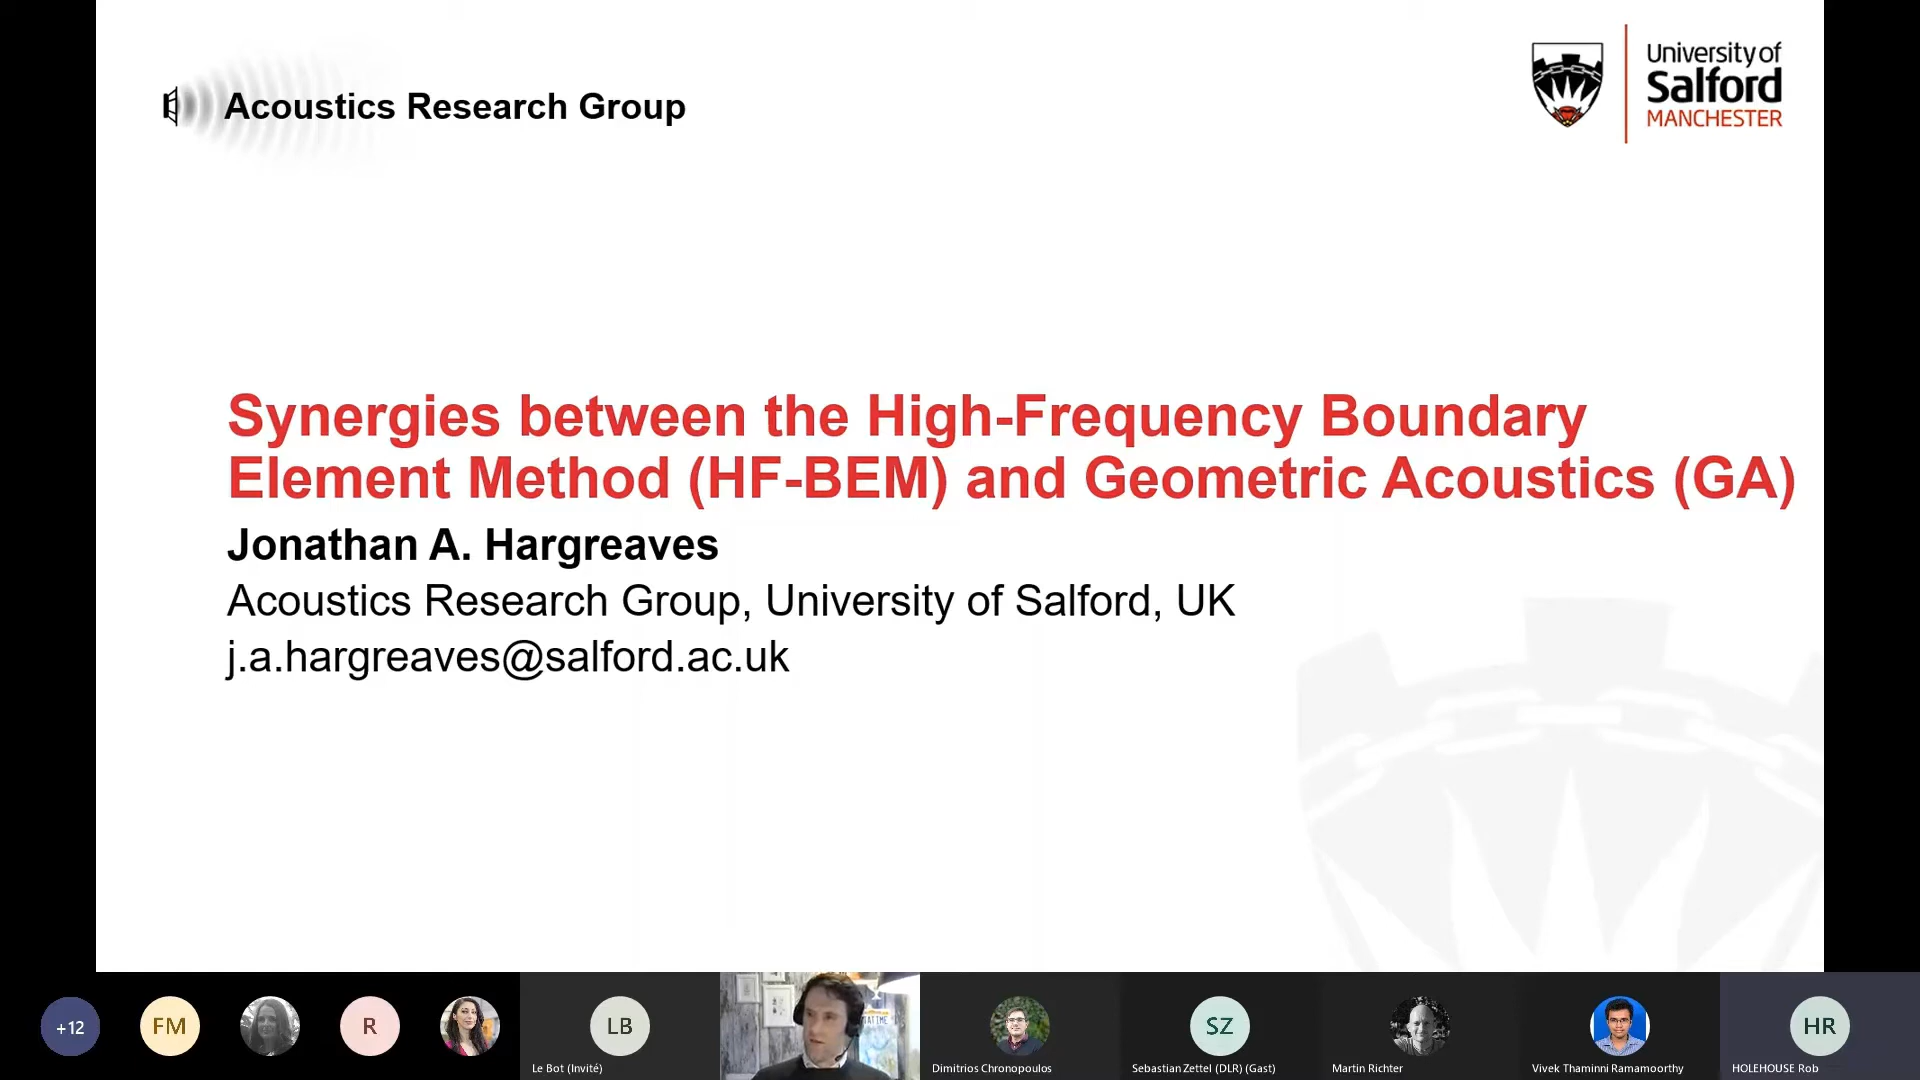 Acoustics Research Group
University of
Salford
MANCHESTER
Synergies between the High-Frequency Boundary
Element Method (HF-BEM) and Geometric Acoustics (GA)
Jonathan A. Hargreaves
Acoustics Research Group, University of Salford, UK
j.a.hargreaves@salford.ac.uk
+12
FM
R
LB
SZ
HR
Le Bot (Invité)
Dimitrios Chronopoulos
Sebastian Zettel (DLR) (Gast)
Martin Richter
Vivek Thaminni Ramamoorthy
HOLEHOUSE Rob